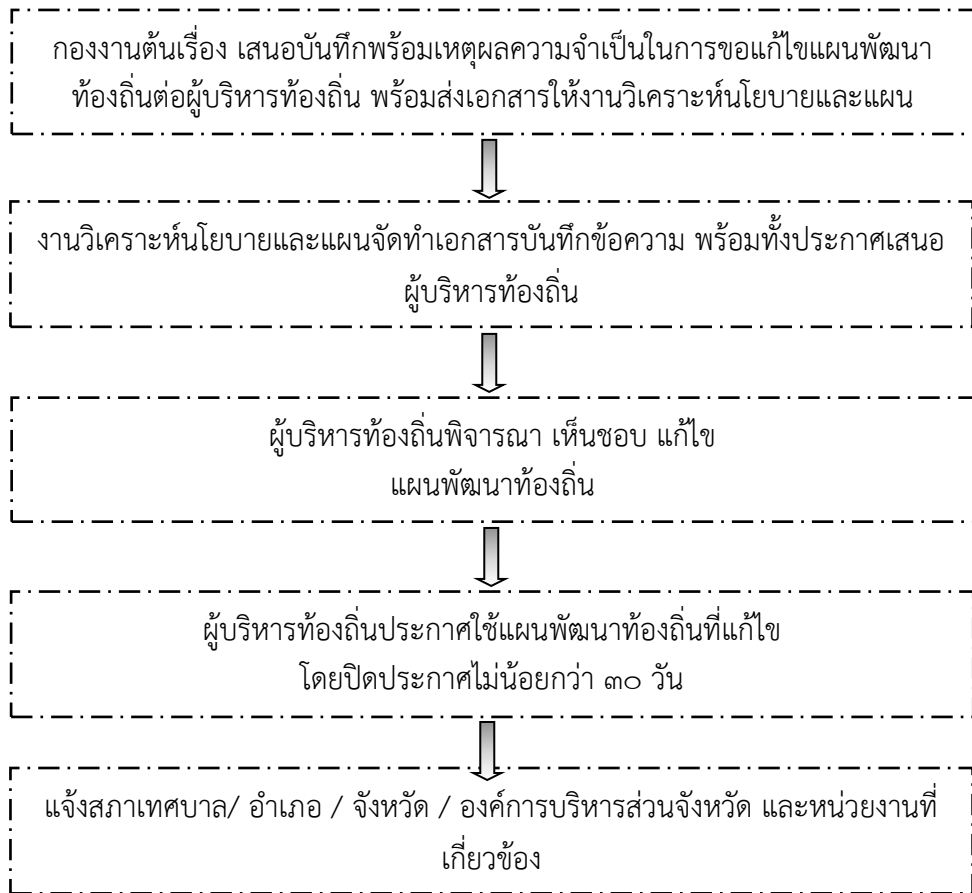 กองงานต้นเรื่อง เสนอบันทึกพร้อมเหตุผลความจำเป็นในการขอแก้ไขแผนพัฒนา
ท้องถิ่นต่อผู้บริหารท้องถิ่น พร้อมส่งเอกสารให้งานวิเคราะห์นโยบายและแผน
งานวิเคราะห์นโยบายและแผนจัดทำเอกสารบันทึกข้อความ พร้อมทั้งประกาศเสนอ
ผู้บริหารท้องถิ่น
ผู้บริหารท้องถิ่นพิจารณา เห็นชอบ แก้ไข
แผนพัฒนาท้องถิ่น
ผู้บริหารท้องถิ่นประกาศใช้แผนพัฒนาท้องถิ่นที่แก้ไข
โดยปิดประกาศไม่น้อยกว่า ๓๐ วัน
แจ้งสภาเทศบาล/ อำเภอ / จังหวัด / องค์การบริหารส่วนจังหวัด และหน่วยงานที่
เกี่ยวข้อง